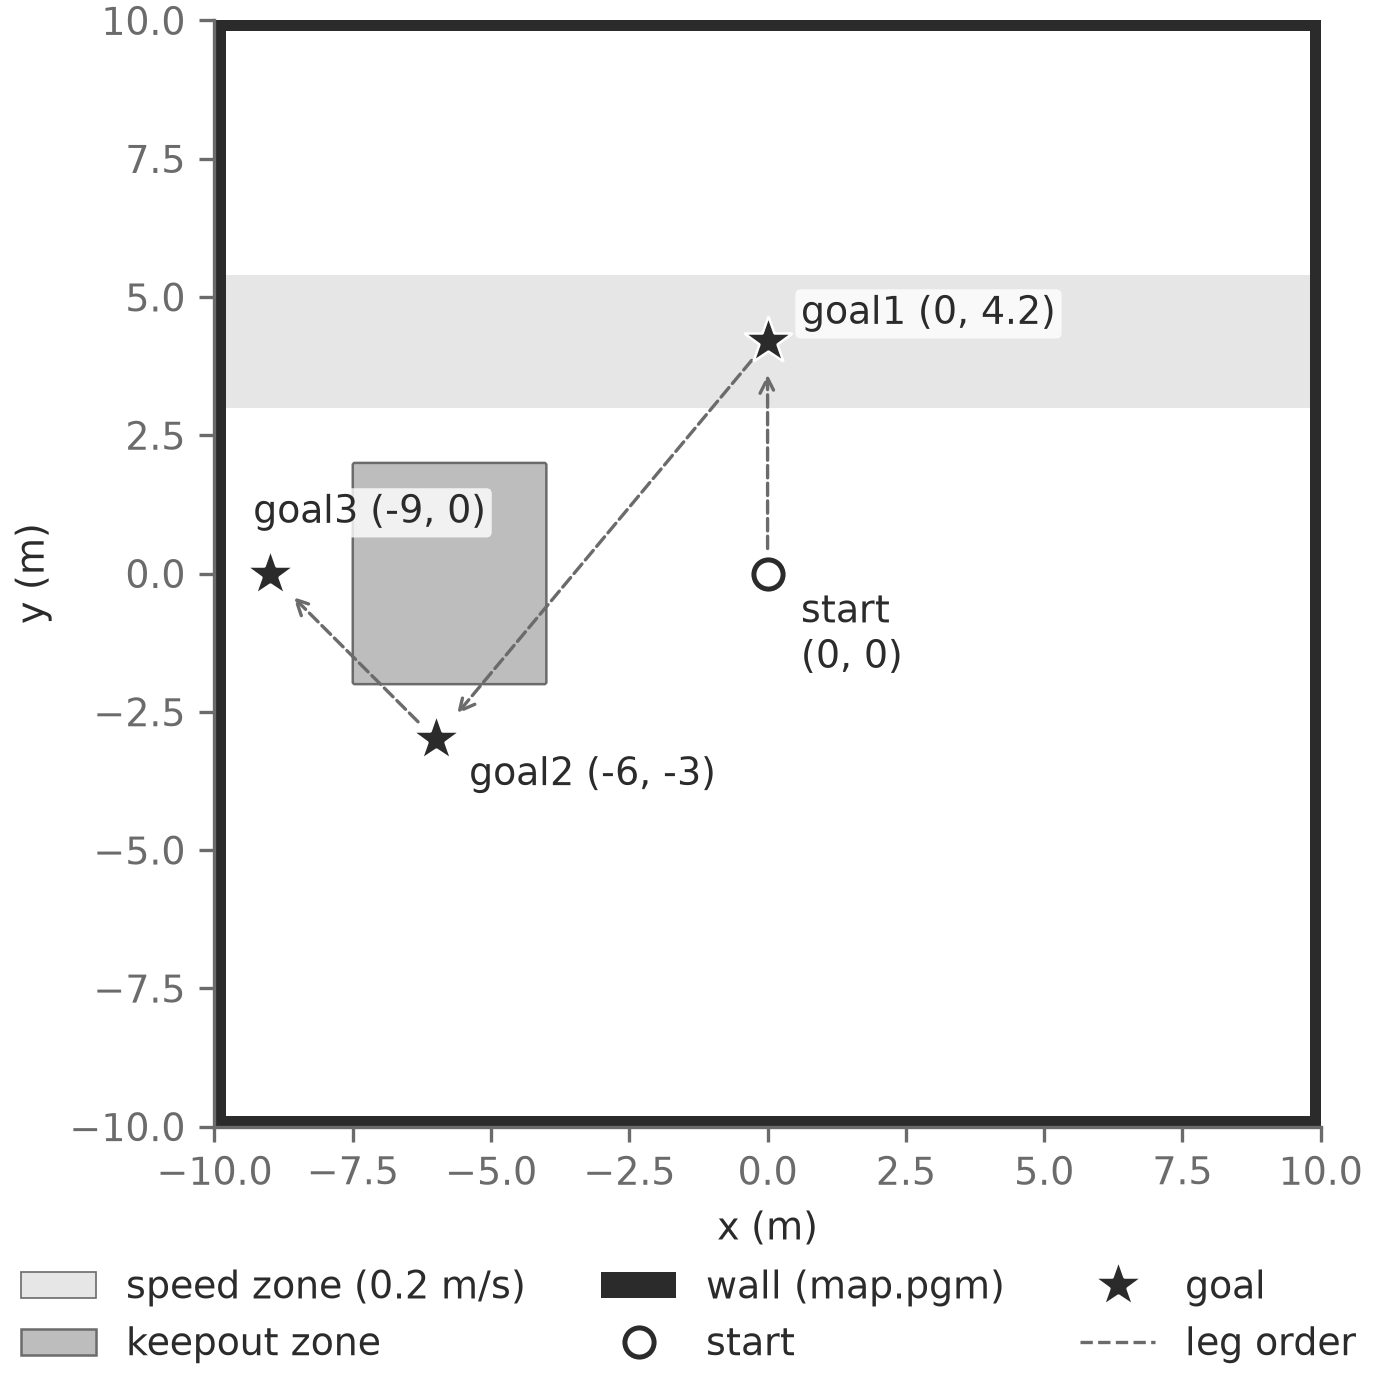 10.0
7.5
5.0
2.5
0.0
−2.5
−5.0
−7.5
−10.0
y (m)
goal1 (0, 4.2)
goal3 (-9, 0)
start
(0, 0)
goal2 (-6, -3)
−10.0 −7.5 −5.0 −2.5 0.0 2.5 5.0 7.5 10.0
x (m)
speed zone (0.2 m/s) wall (map.pgm) goal
keepout zone start leg order